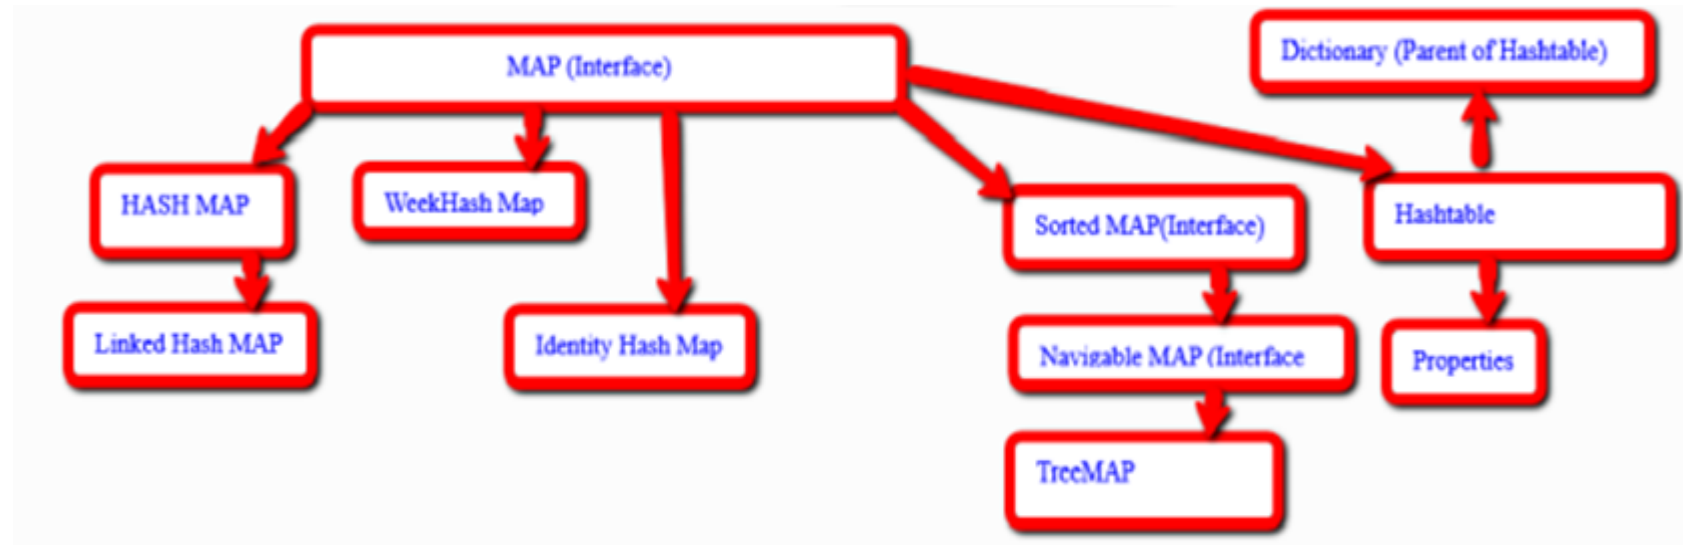 MAP (Interface)
Dictionary (Parent of Hashtable)
HASH MAP
WeekHash Map
Sorted MAP(Interface)
Hashtable
Linked Hash MAP
Identity Hash Map
Navigable MAP (Interface
Properties
TreeMAP